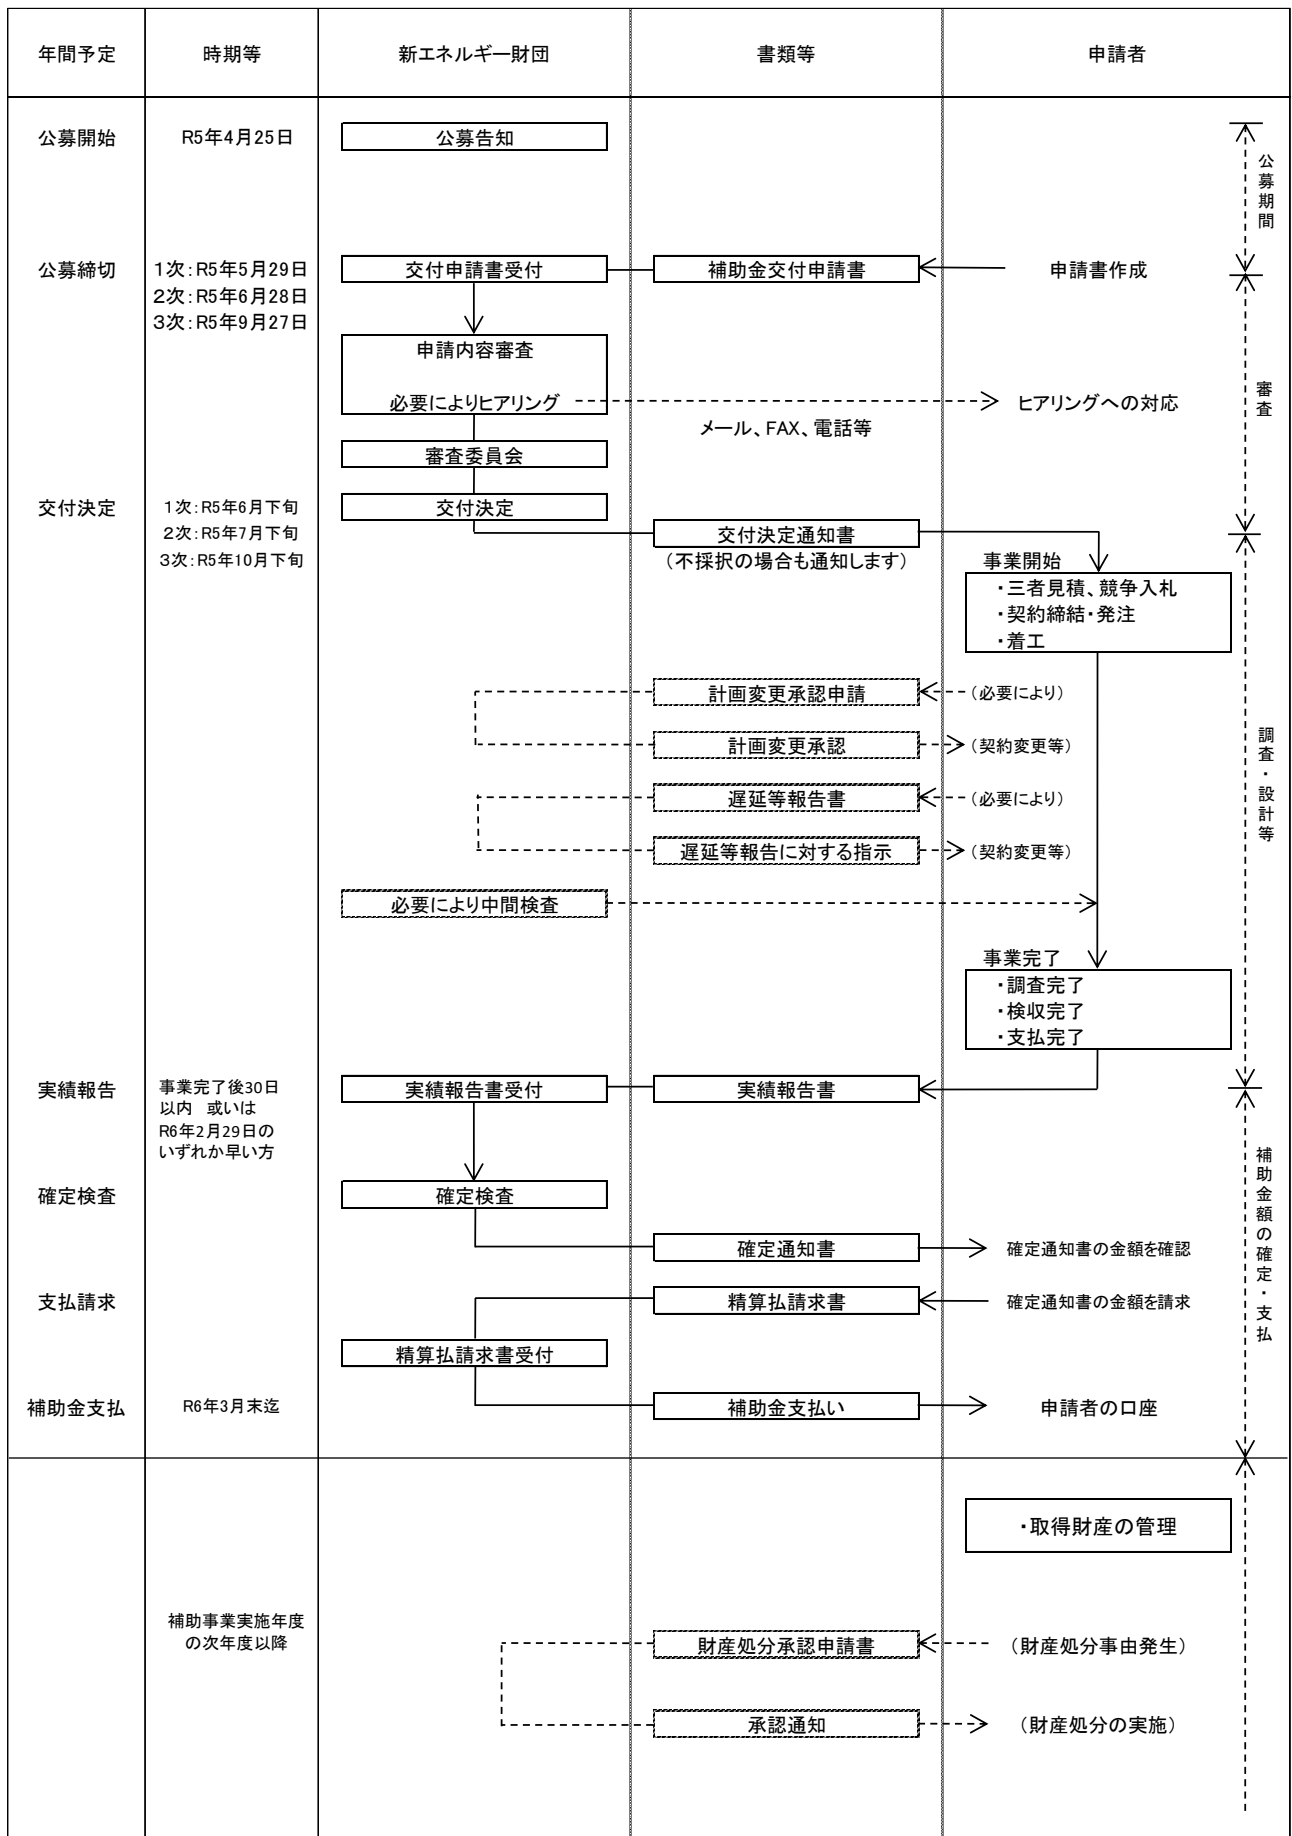 年間予定
時期等
新エネルギー財団
書類等
申請者
公募開始
R5年4月25日
公募告知
公募期間
公募締切
1次：R5年5月29日
2次：R5年6月28日
3次：R5年9月27日
交付申請書受付
補助金交付申請書
申請書作成
申請内容審査
必要によりヒアリング
ヒアリングへの対応
メール、FAX、電話等
審査
審査委員会
交付決定
1次：R5年6月下旬
2次：R5年7月下旬
3次：R5年10月下旬
交付決定
交付決定通知書
（不採択の場合も通知します）
事業開始
・三者見積、競争入札
・契約締結・発注
・着工
計画変更承認申請
（必要により）
計画変更承認
（契約変更等）
遅延等報告書
（必要により）
遅延等報告に対する指示
（契約変更等）
調査・設計等
必要により中間検査
事業完了
・調査完了
・検収完了
・支払完了
実績報告
事業完了後30日
以内　或いは
R6年2月29日の
いずれか早い方
実績報告書受付
実績報告書
確定検査
確定検査
確定通知書
確定通知書の金額を確認
補助金額の確定・支払
支払請求
精算払請求書
確定通知書の金額を請求
精算払請求書受付
補助金支払
R6年3月末迄
補助金支払い
申請者の口座
・取得財産の管理
補助事業実施年度
の次年度以降
財産処分承認申請書
（財産処分事由発生）
承認通知
（財産処分の実施）